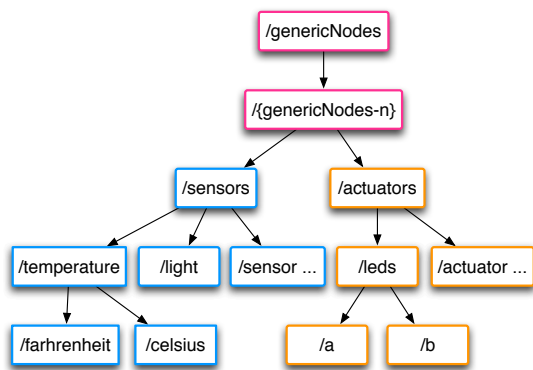 /genericNodes
/{genericNodes-n}
/sensors
/actuators
/temperature
/light
/sensor ...
/leds
/actuator ...
/farhrenheit
/celsius
/a
/b